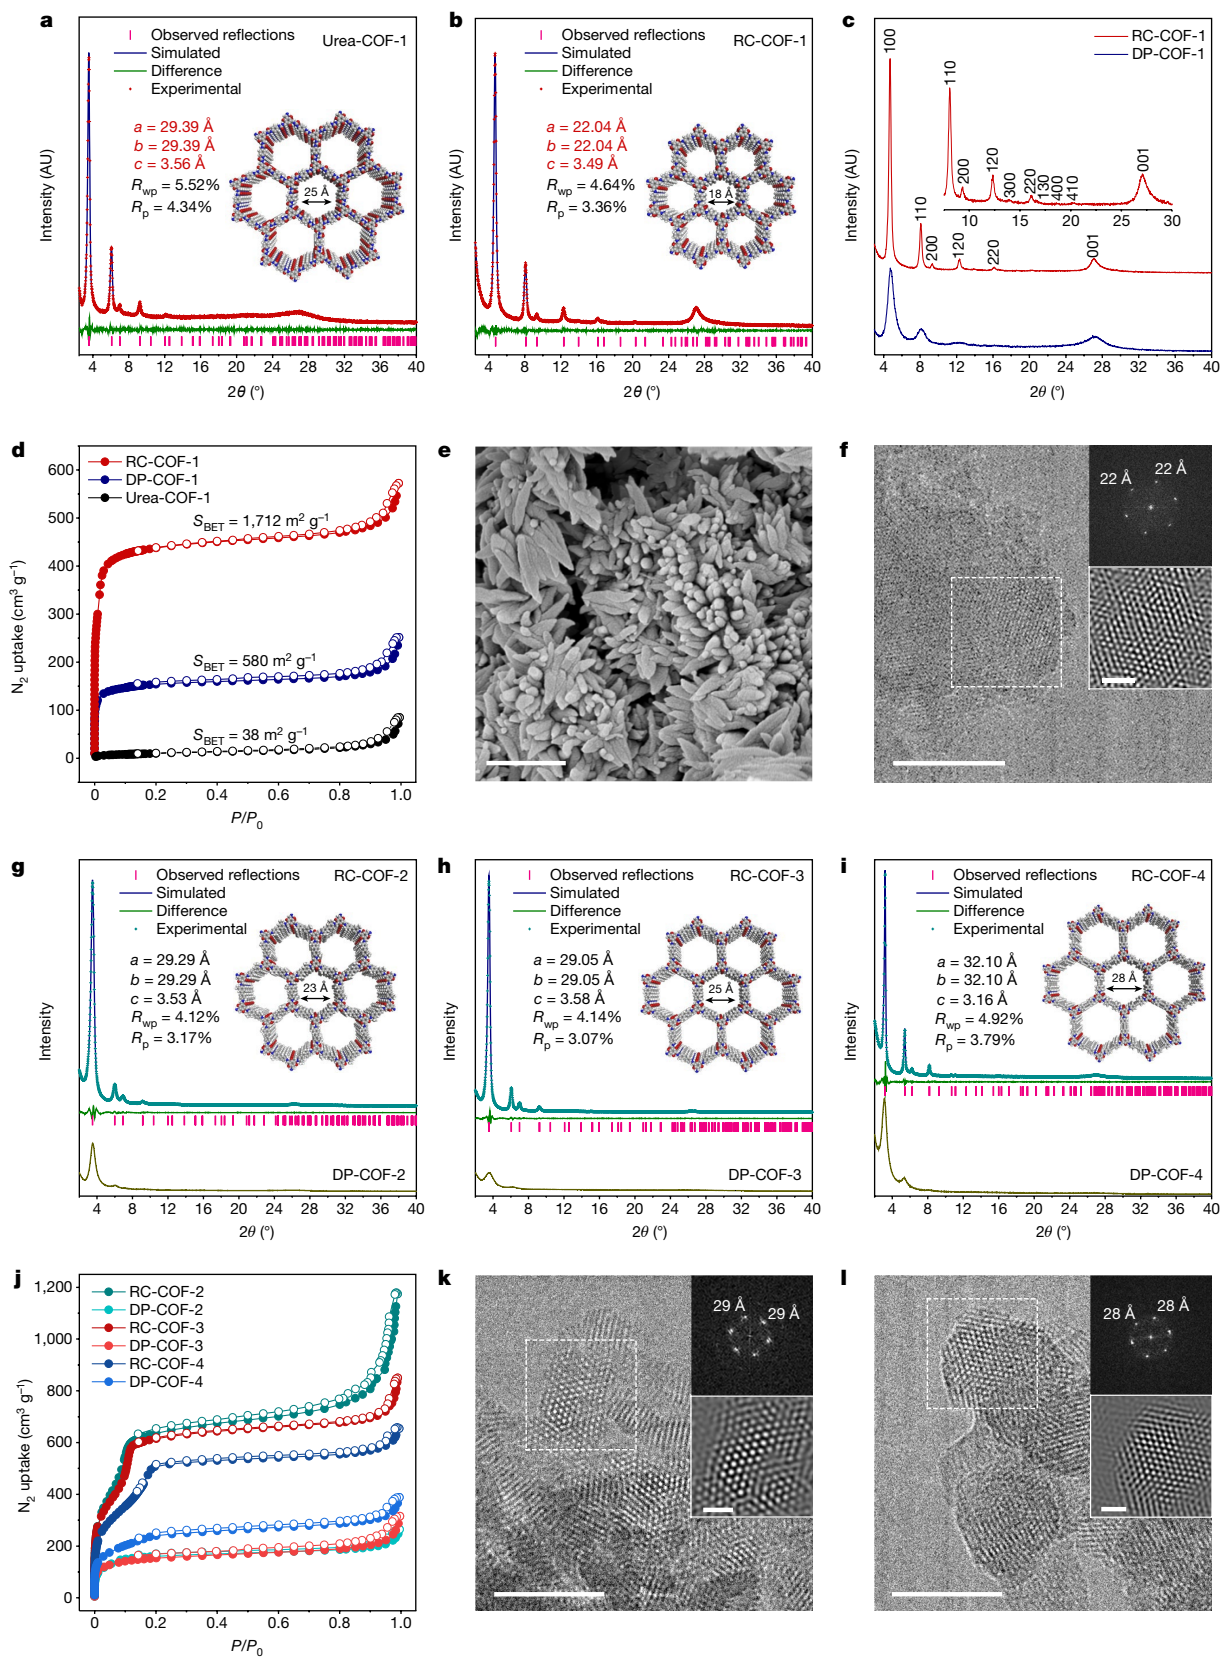 a
Observed reflections
Simulated
Difference
Experimental
Urea-COF-1
a = 29.39 Å
b = 29.39 Å
c = 3.56 Å
Rwp = 5.52%
Rp = 4.34%
25 Å
Intensity (AU)
4 8 12 16 20 24 28 32 36 40
2θ (°)
b
Observed reflections
Simulated
Difference
Experimental
RC-COF-1
a = 22.04 Å
b = 22.04 Å
c = 3.49 Å
Rwp = 4.64%
Rp = 3.36%
18 Å
Intensity (AU)
4 8 12 16 20 24 28 32 36 40
2θ (°)
c
RC-COF-1
DP-COF-1
100
110
200
120
220
001
110
200
120
300
220
130
400
410
001
10 15 20 25 30
Intensity (AU)
4 8 12 16 20 24 28 32 36 40
2θ (°)
d
RC-COF-1
DP-COF-1
Urea-COF-1
SBET = 1,712 m² g⁻¹
SBET = 580 m² g⁻¹
SBET = 38 m² g⁻¹
N₂ uptake (cm³ g⁻¹)
600
500
400
300
200
100
0
0 0.2 0.4 0.6 0.8 1.0
P/P₀
e
f
22 Å
22 Å
g
Observed reflections
Simulated
Difference
Experimental
RC-COF-2
a = 29.29 Å
b = 29.29 Å
c = 3.53 Å
Rwp = 4.12%
Rp = 3.17%
23 Å
DP-COF-2
Intensity
4 8 12 16 20 24 28 32 36 40
2θ (°)
h
Observed reflections
Simulated
Difference
Experimental
RC-COF-3
a = 29.05 Å
b = 29.05 Å
c = 3.58 Å
Rwp = 4.14%
Rp = 3.07%
25 Å
DP-COF-3
Intensity
4 8 12 16 20 24 28 32 36 40
2θ (°)
i
Observed reflections
Simulated
Difference
Experimental
RC-COF-4
a = 32.10 Å
b = 32.10 Å
c = 3.16 Å
Rwp = 4.92%
Rp = 3.79%
28 Å
DP-COF-4
Intensity
4 8 12 16 20 24 28 32 36 40
2θ (°)
j
RC-COF-2
DP-COF-2
RC-COF-3
DP-COF-3
RC-COF-4
DP-COF-4
N₂ uptake (cm³ g⁻¹)
1,200
1,000
800
600
400
200
0
0 0.2 0.4 0.6 0.8 1.0
P/P₀
k
29 Å
29 Å
l
28 Å
28 Å